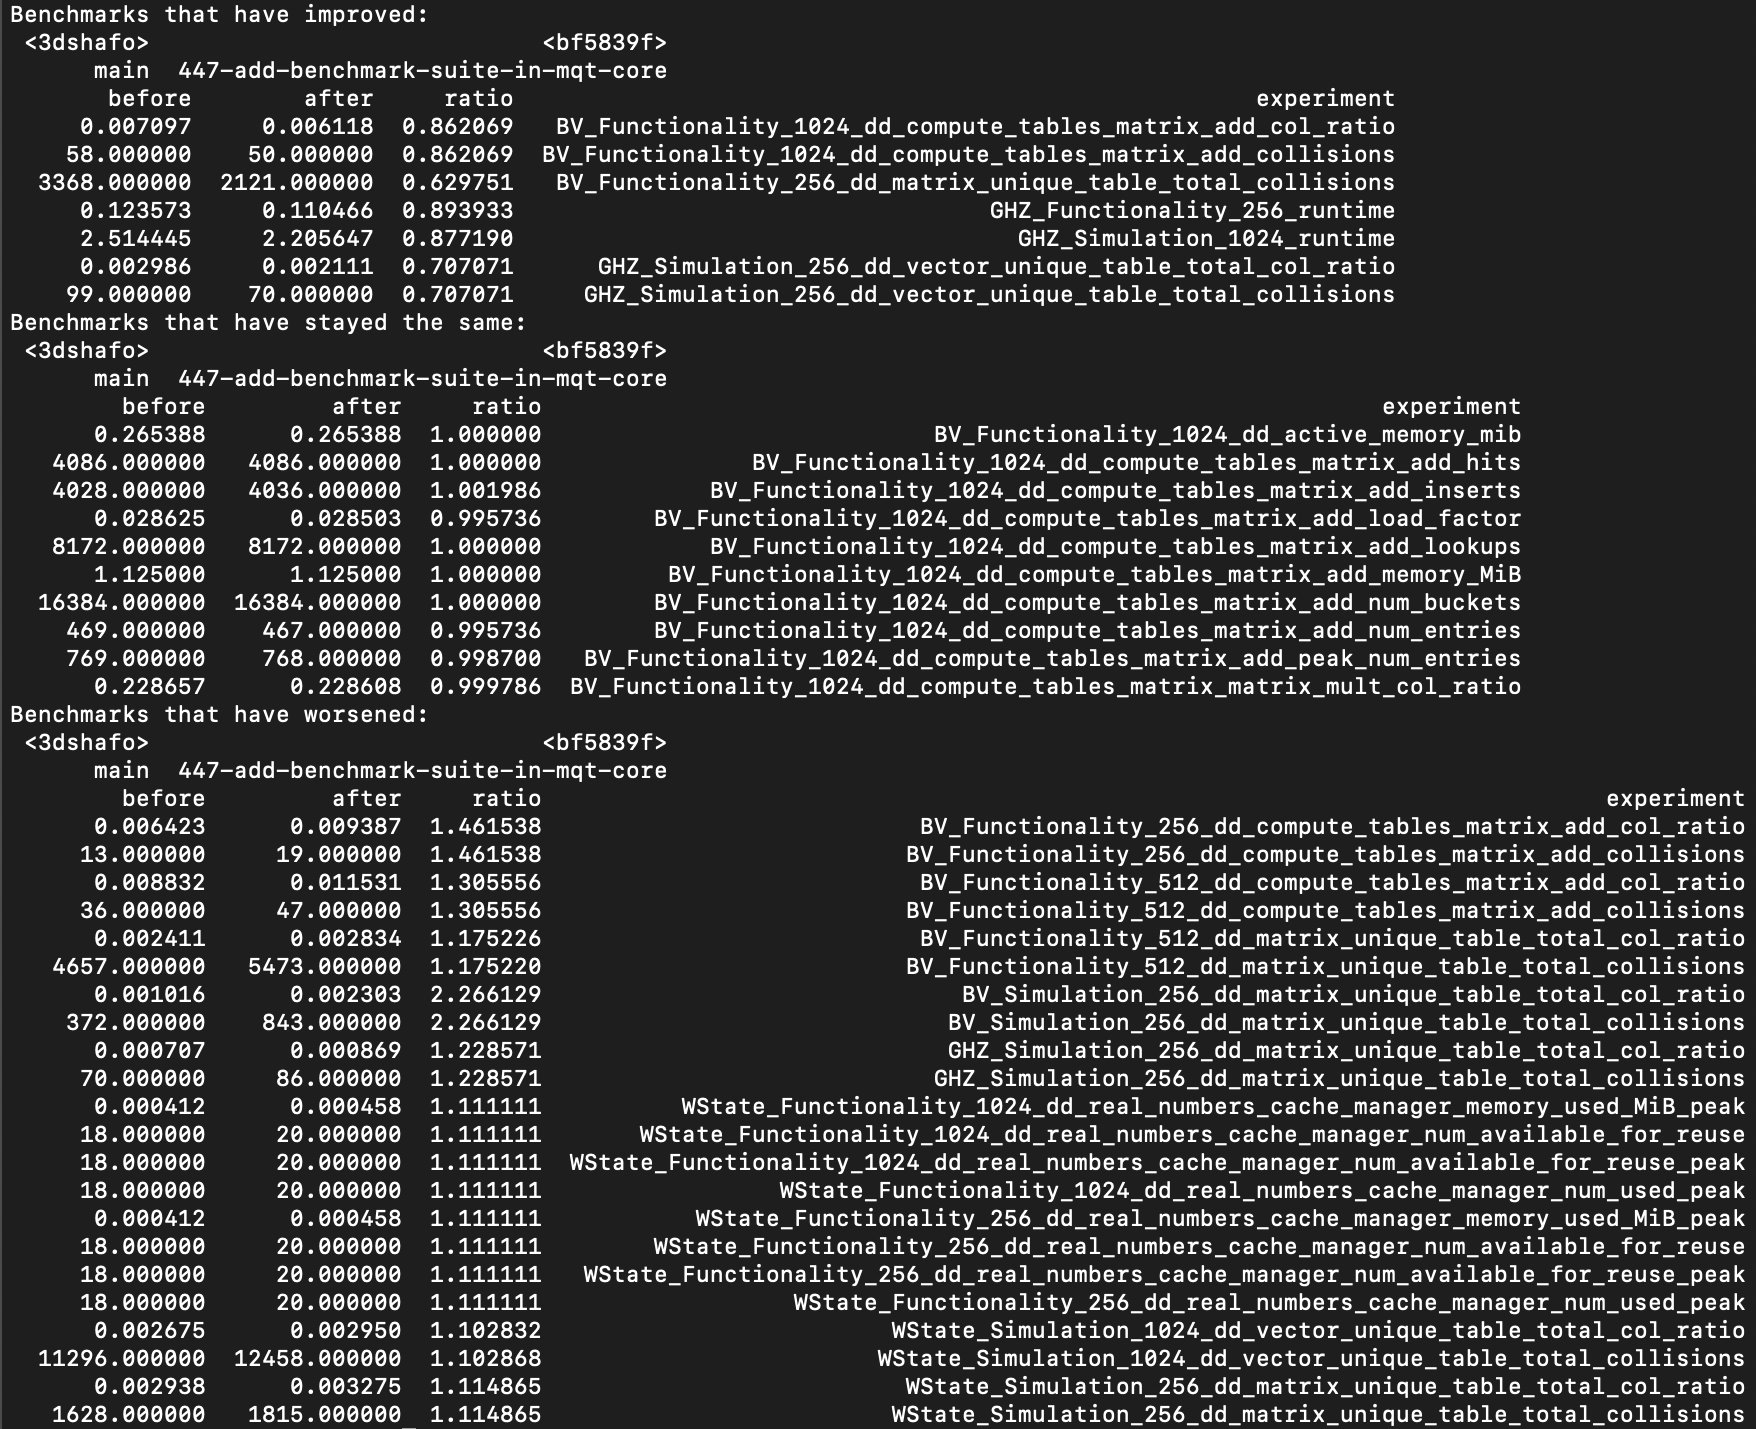 Benchmarks that have improved:
<3dshafo> <bf5839f>
main 447-add-benchmark-suite-in-mqt-core
before after ratio experiment
0.007097 0.006118 0.862069 BV_Functionality_1024_dd_compute_tables_matrix_add_col_ratio
58.000000 50.000000 0.862069 BV_Functionality_1024_dd_compute_tables_matrix_add_collisions
3368.000000 2121.000000 0.629751 BV_Functionality_256_dd_matrix_unique_table_total_collisions
0.123573 0.110466 0.893933 GHZ_Functionality_256_runtime
2.514445 2.205647 0.877190 GHZ_Simulation_1024_runtime
0.002986 0.002111 0.707071 GHZ_Simulation_256_dd_vector_unique_table_total_col_ratio
99.000000 70.000000 0.707071 GHZ_Simulation_256_dd_vector_unique_table_total_collisions
Benchmarks that have stayed the same:
<3dshafo> <bf5839f>
main 447-add-benchmark-suite-in-mqt-core
before after ratio experiment
0.265388 0.265388 1.000000 BV_Functionality_1024_dd_active_memory_mib
4086.000000 4086.000000 1.000000 BV_Functionality_1024_dd_compute_tables_matrix_add_hits
4028.000000 4036.000000 1.001986 BV_Functionality_1024_dd_compute_tables_matrix_add_inserts
0.028625 0.028503 0.995736 BV_Functionality_1024_dd_compute_tables_matrix_add_load_factor
8172.000000 8172.000000 1.000000 BV_Functionality_1024_dd_compute_tables_matrix_add_lookups
1.125000 1.125000 1.000000 BV_Functionality_1024_dd_compute_tables_matrix_add_memory_MiB
16384.000000 16384.000000 1.000000 BV_Functionality_1024_dd_compute_tables_matrix_add_num_buckets
469.000000 467.000000 0.995736 BV_Functionality_1024_dd_compute_tables_matrix_add_num_entries
769.000000 768.000000 0.998700 BV_Functionality_1024_dd_compute_tables_matrix_add_peak_num_entries
0.228657 0.228608 0.999786 BV_Functionality_1024_dd_compute_tables_matrix_matrix_mult_col_ratio
Benchmarks that have worsened:
<3dshafo> <bf5839f>
main 447-add-benchmark-suite-in-mqt-core
before after ratio experiment
0.006423 0.009387 1.461538 BV_Functionality_256_dd_compute_tables_matrix_add_col_ratio
13.000000 19.000000 1.461538 BV_Functionality_256_dd_compute_tables_matrix_add_collisions
0.008832 0.011531 1.305556 BV_Functionality_512_dd_compute_tables_matrix_add_col_ratio
36.000000 47.000000 1.305556 BV_Functionality_512_dd_compute_tables_matrix_add_collisions
0.002411 0.002834 1.175226 BV_Functionality_512_dd_matrix_unique_table_total_col_ratio
4657.000000 5473.000000 1.175220 BV_Functionality_512_dd_matrix_unique_table_total_collisions
0.001016 0.002303 2.266129 BV_Simulation_256_dd_matrix_unique_table_total_col_ratio
372.000000 843.000000 2.266129 BV_Simulation_256_dd_matrix_unique_table_total_collisions
0.000707 0.000869 1.228571 GHZ_Simulation_256_dd_matrix_unique_table_total_col_ratio
70.000000 86.000000 1.228571 GHZ_Simulation_256_dd_matrix_unique_table_total_collisions
0.000412 0.000458 1.111111 WState_Functionality_1024_dd_real_numbers_cache_manager_memory_used_MiB_peak
18.000000 20.000000 1.111111 WState_Functionality_1024_dd_real_numbers_cache_manager_num_available_for_reuse
18.000000 20.000000 1.111111 WState_Functionality_1024_dd_real_numbers_cache_manager_num_available_for_reuse_peak
18.000000 20.000000 1.111111 WState_Functionality_1024_dd_real_numbers_cache_manager_num_used_peak
0.000412 0.000458 1.111111 WState_Functionality_256_dd_real_numbers_cache_manager_memory_used_MiB_peak
18.000000 20.000000 1.111111 WState_Functionality_256_dd_real_numbers_cache_manager_num_available_for_reuse
18.000000 20.000000 1.111111 WState_Functionality_256_dd_real_numbers_cache_manager_num_available_for_reuse_peak
18.000000 20.000000 1.111111 WState_Functionality_256_dd_real_numbers_cache_manager_num_used_peak
0.002675 0.002950 1.102832 WState_Simulation_1024_dd_vector_unique_table_total_col_ratio
11296.000000 12458.000000 1.102868 WState_Simulation_1024_dd_vector_unique_table_total_collisions
0.002938 0.003275 1.114865 WState_Simulation_256_dd_matrix_unique_table_total_col_ratio
1628.000000 1815.000000 1.114865 WState_Simulation_256_dd_matrix_unique_table_total_collisions